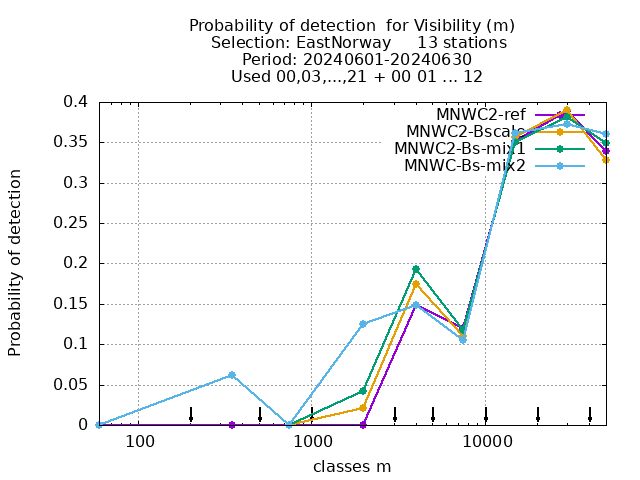 Probability of detection  for Visibility (m)
Selection: EastNorway     13 stations
Period: 20240601-20240630
Used 00,03,...,21 + 00 01 ... 12
MNWC2-ref
MNWC2-Bscale
MNWC2-Bs-mix1
MNWC-Bs-mix2
0.4
0.35
0.3
0.25
0.2
0.15
0.1
0.05
0
Probability of detection
100
1000
10000
classes m